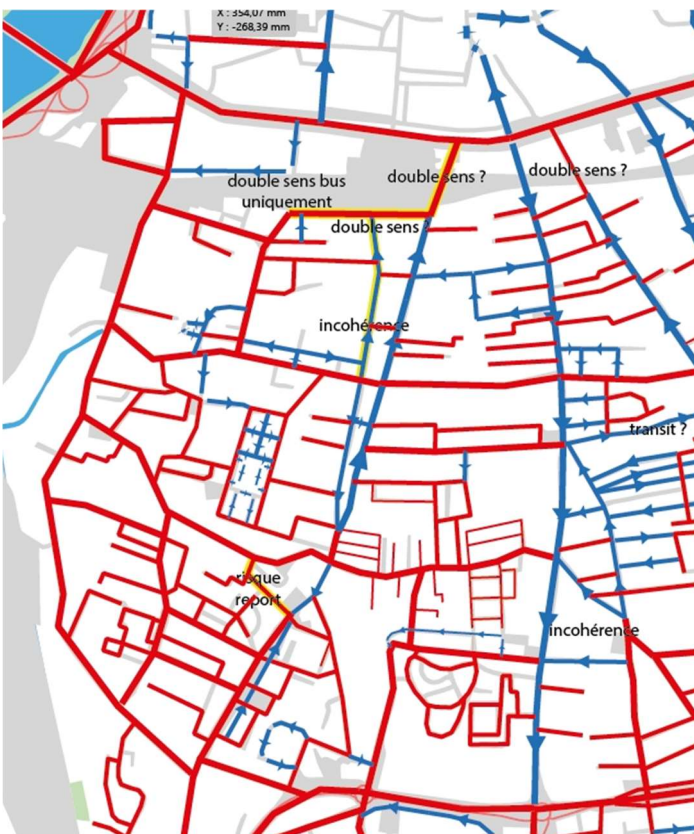 X : 354,07 mm
Y : -268,39 mm
double sens ?
double sens ?
double sens bus
uniquement
double sens ?
incohérence
transit ?
risque
report
incohérence